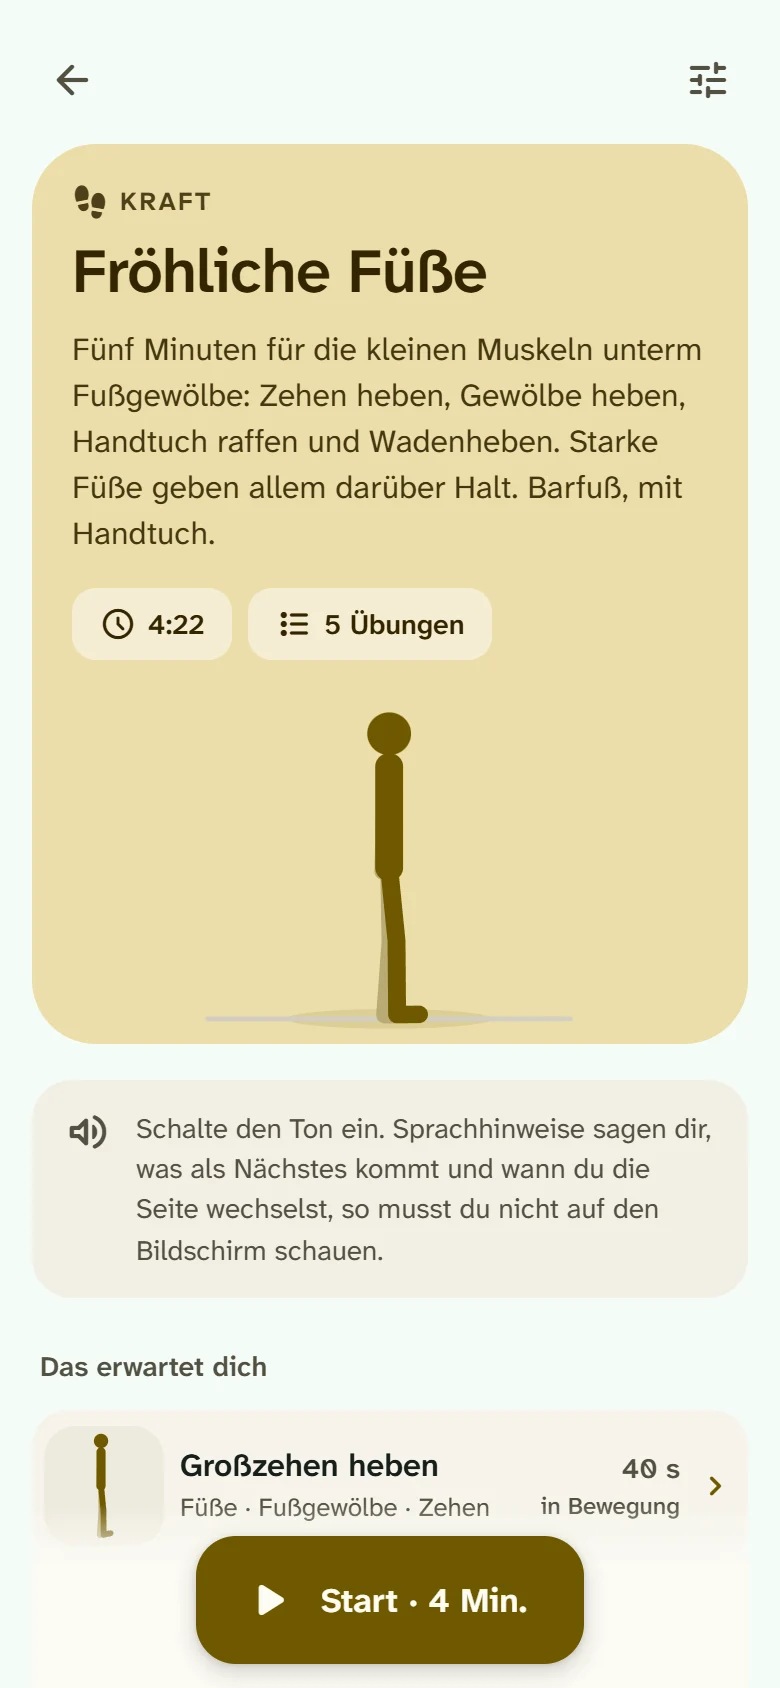 KRAFT
Fröhliche Füße
Fünf Minuten für die kleinen Muskeln unterm
Fußgewölbe: Zehen heben, Gewölbe heben,
Handtuch raffen und Wadenheben. Starke
Füße geben allem darüber Halt. Barfuß, mit
Handtuch.
4:22
5 Übungen
Schalte den Ton ein. Sprachhinweise sagen dir,
was als Nächstes kommt und wann du die
Seite wechselst, so musst du nicht auf den
Bildschirm schauen.
Das erwartet dich
Großzehen heben
40 s
Füße · Fußgewölbe · Zehen
in Bewegung
Start · 4 Min.